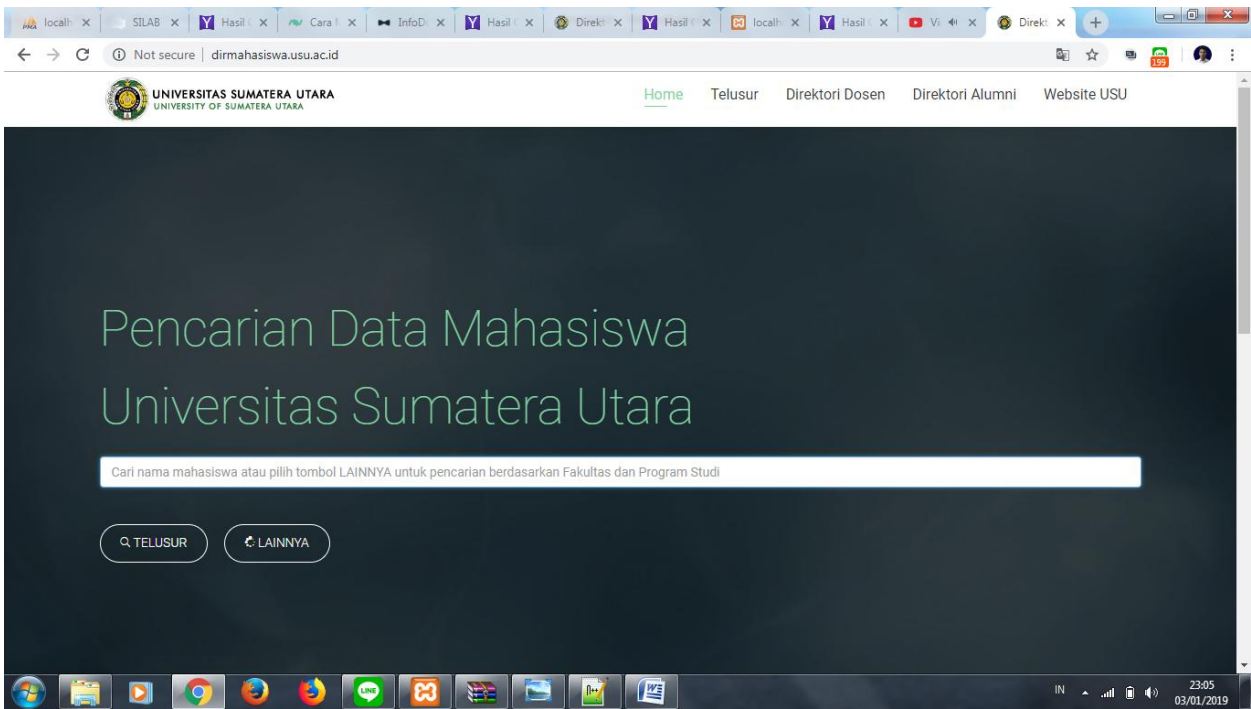 localh
SILAB
Hasil
Cara
InfoD
Hasil
Direkt
Hasil
localh
Hasil
Vi
Direkt
Not secure | dirmahasiswa.usu.ac.id
199
UNIVERSITAS SUMATERA UTARA
UNIVERSITY OF SUMATERA UTARA
Home Telusur Direktori Dosen Direktori Alumni Website USU
Pencarian Data Mahasiswa
Universitas Sumatera Utara
Cari nama mahasiswa atau pilih tombol LAINNYA untuk pencarian berdasarkan Fakultas dan Program Studi
TELUSUR LAINNYA
LINE
IN
23:05
03/01/2019